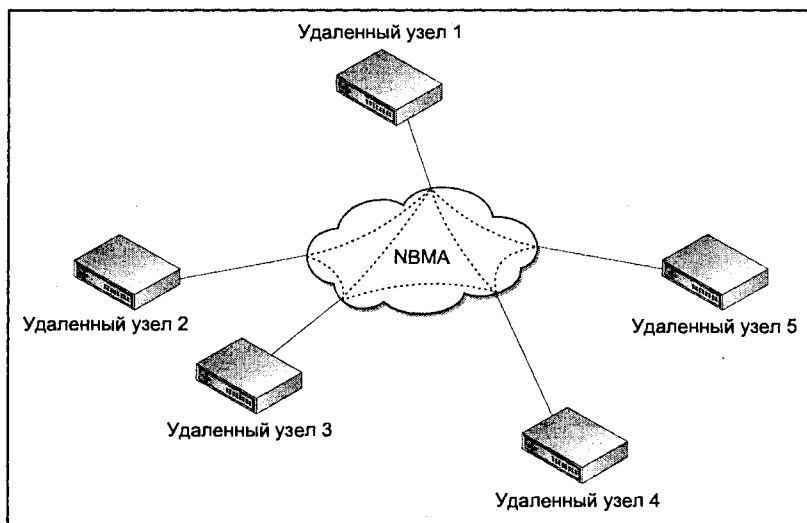 Удаленный узел 1
NBMA
Удаленный узел 2
Удаленный узел 5
Удаленный узел 3
Удаленный узел 4